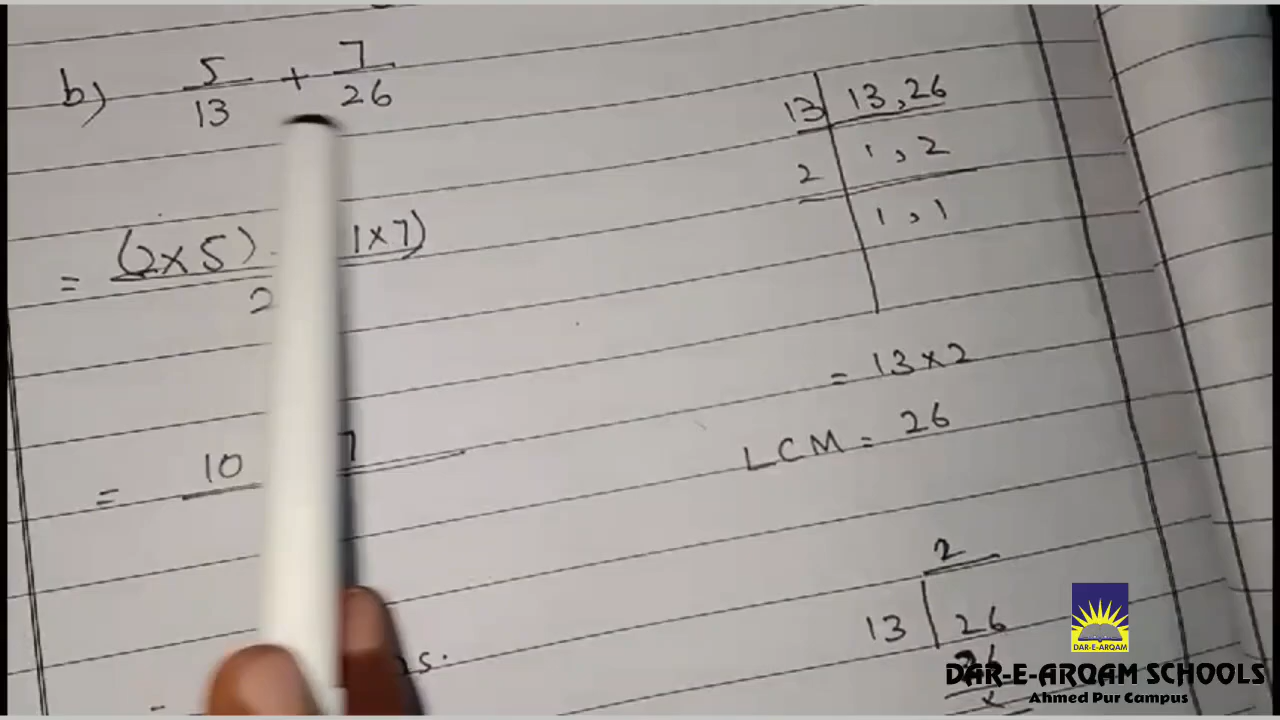 b) 5/13 + 7/26
= (2×5) 1×7)
2
= 10 7
s.
13 | 13, 26
2 | 1, 2
1, 1
= 13×2
LCM = 26
2
13 | 26
26
×
DAR-E-ARQAM
DAR-E-ARQAM SCHOOLS
Ahmed Pur Campus